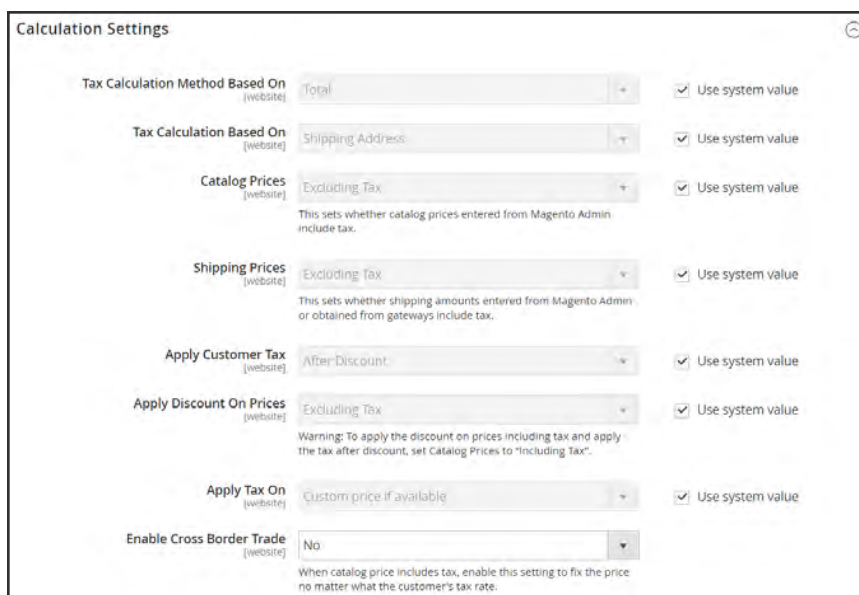 Calculation Settings
Tax Calculation Method Based On
[website]
Total
Use system value
Tax Calculation Based On
[website]
Shipping Address
Use system value
Catalog Prices
[website]
Excluding Tax
Use system value
This sets whether catalog prices entered from Magento Admin
include tax.
Shipping Prices
[website]
Excluding Tax
Use system value
This sets whether shipping amounts entered from Magento Admin
or obtained from gateways include tax.
Apply Customer Tax
[website]
After Discount
Use system value
Apply Discount On Prices
[website]
Excluding Tax
Use system value
Warning: To apply the discount on prices including tax and apply
the tax after discount, set Catalog Prices to “Including Tax”.
Apply Tax On
[website]
Custom price if available
Use system value
Enable Cross Border Trade
[website]
No
When catalog price includes tax, enable this setting to fix the price
no matter what the customer's tax rate.